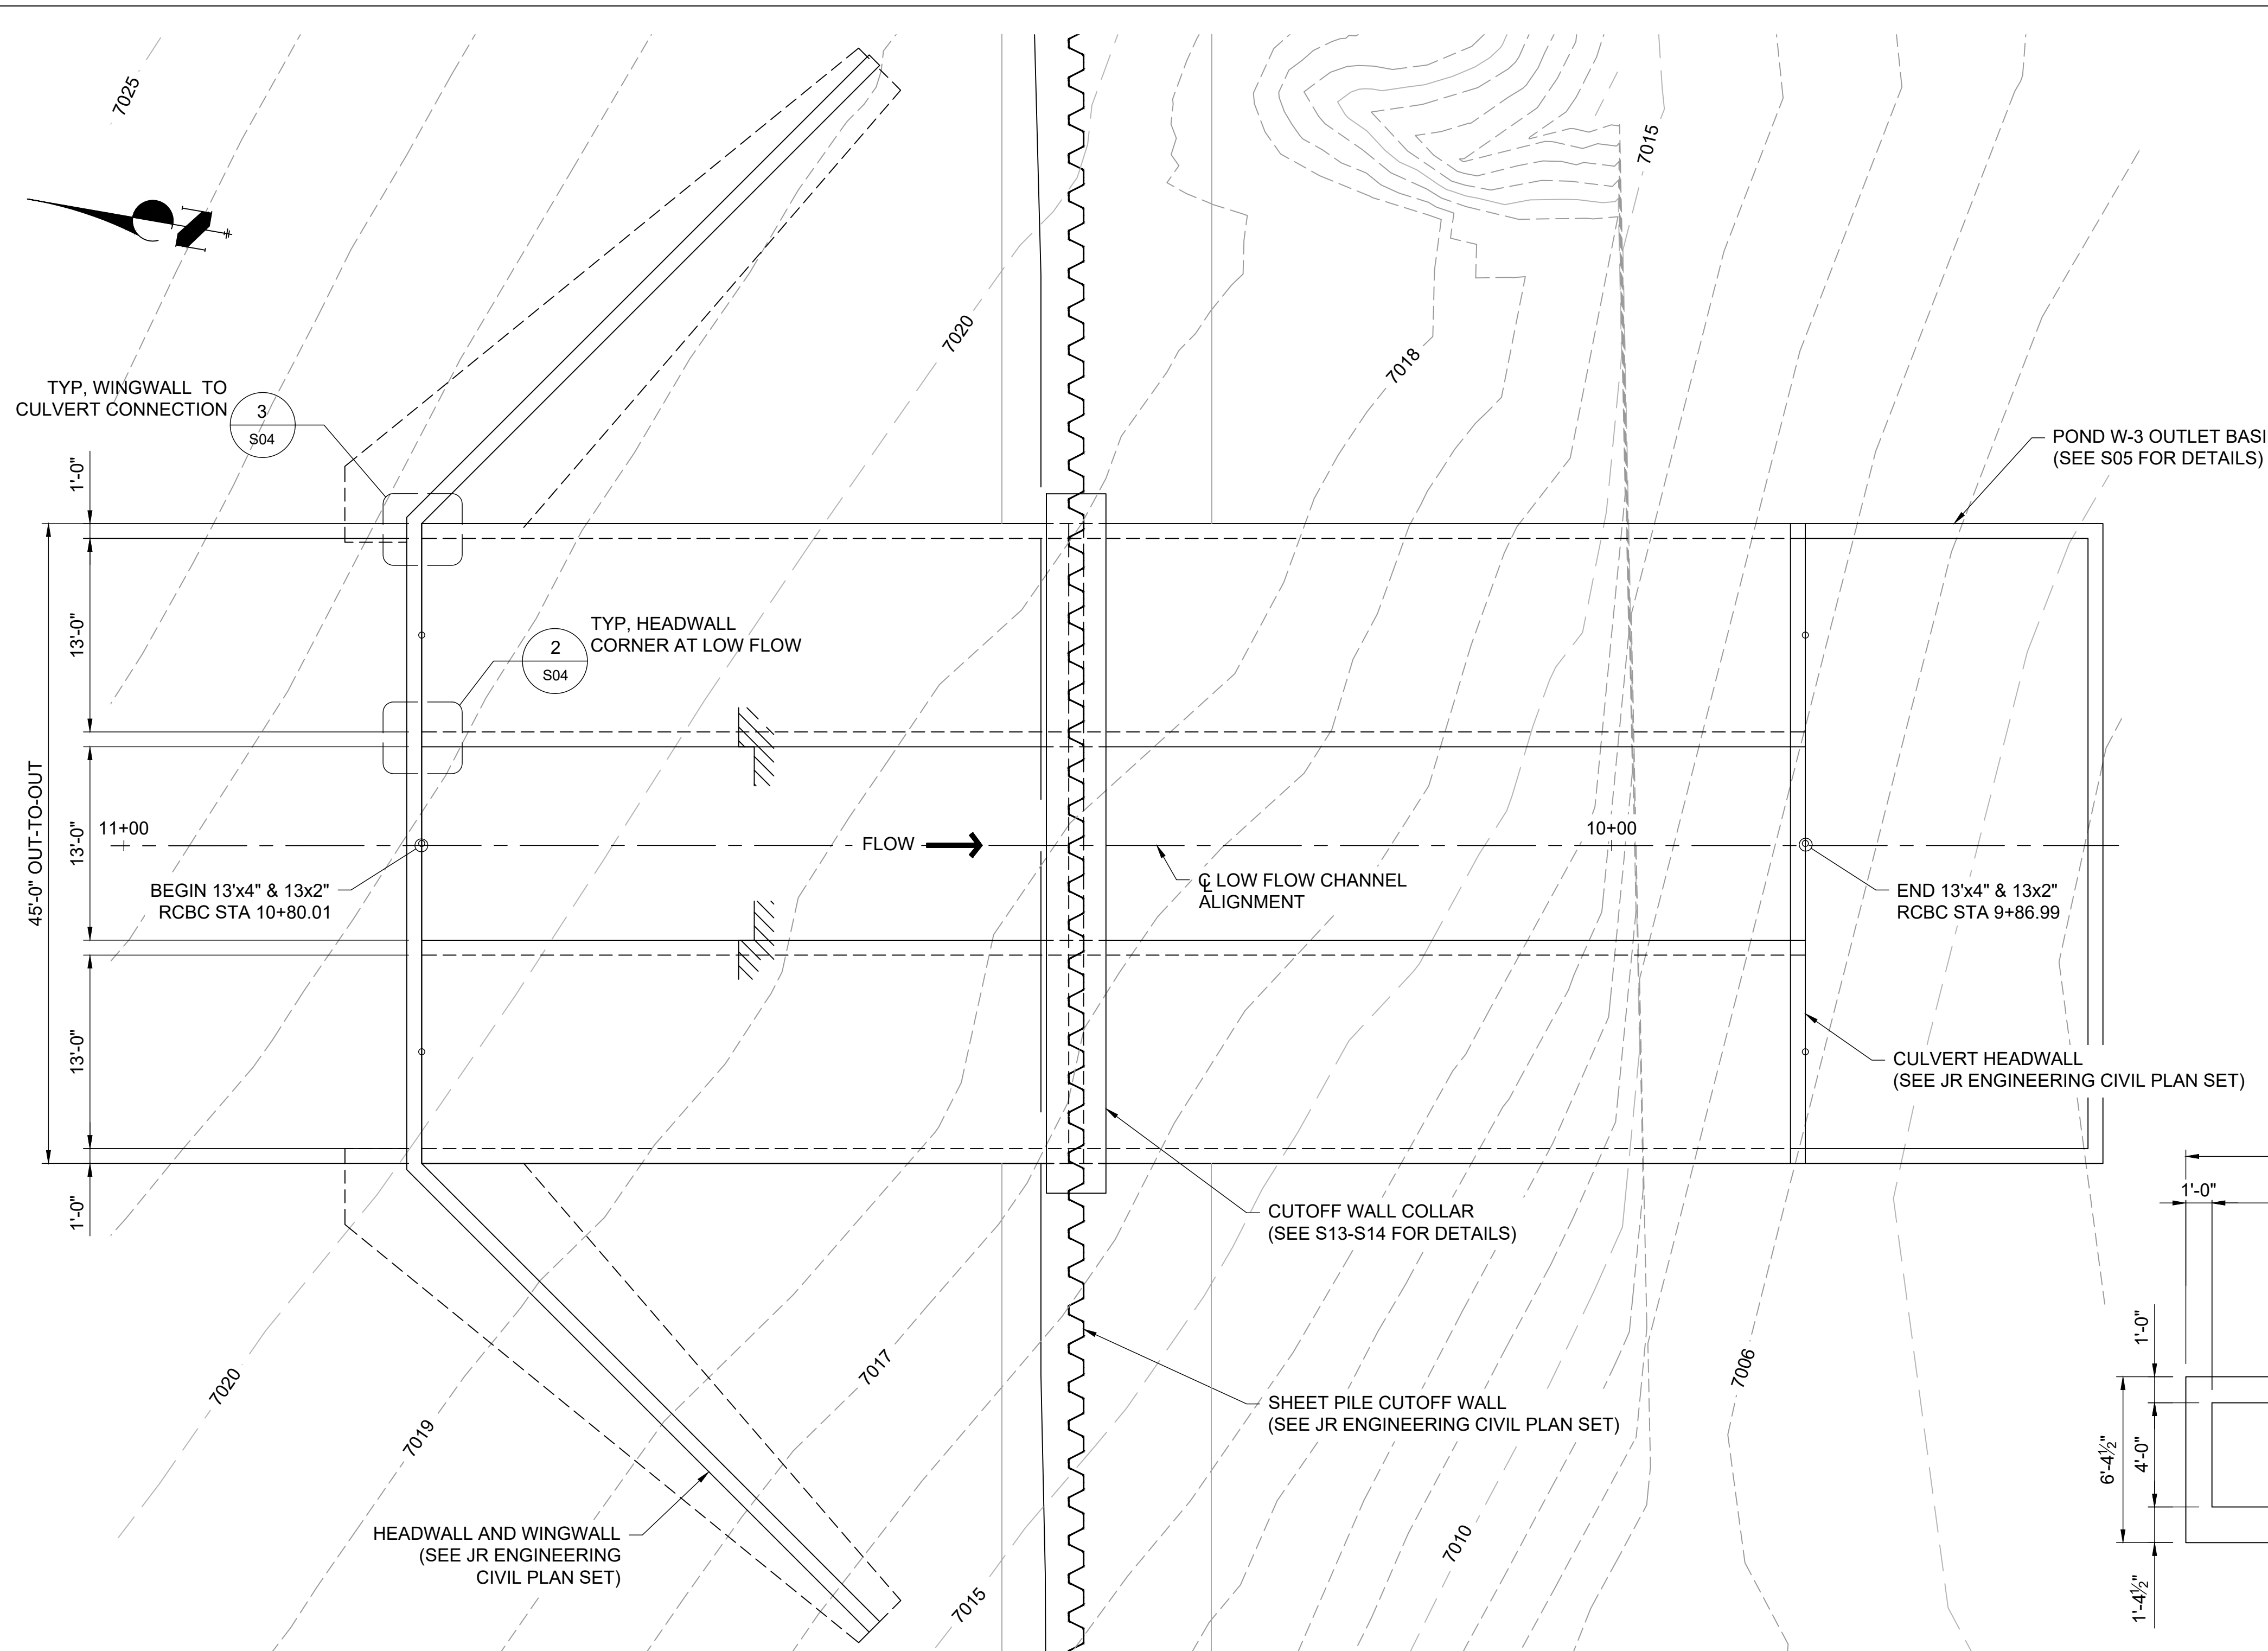 7025
7015
7020
7018
TYP, WINGWALL TO
CULVERT CONNECTION
3
S04
POND W-3 OUTLET BASI
(SEE S05 FOR DETAILS)
1'-0"
13'-0"
TYP, HEADWALL
CORNER AT LOW FLOW
2
S04
45'-0" OUT-TO-OUT
13'-0"
11+00
FLOW
10+00
BEGIN 13'x4" & 13x2"
RCBC STA 10+80.01
℄ LOW FLOW CHANNEL
ALIGNMENT
END 13'x4" & 13x2"
RCBC STA 9+86.99
13'-0"
CULVERT HEADWALL
(SEE JR ENGINEERING CIVIL PLAN SET)
1'-0"
CUTOFF WALL COLLAR
(SEE S13-S14 FOR DETAILS)
1'-0"
7020
7019
7017
7006
SHEET PILE CUTOFF WALL
(SEE JR ENGINEERING CIVIL PLAN SET)
1'-0"
6'-4½"
4'-0"
1'-4½"
HEADWALL AND WINGWALL
(SEE JR ENGINEERING
CIVIL PLAN SET)
7015
7010